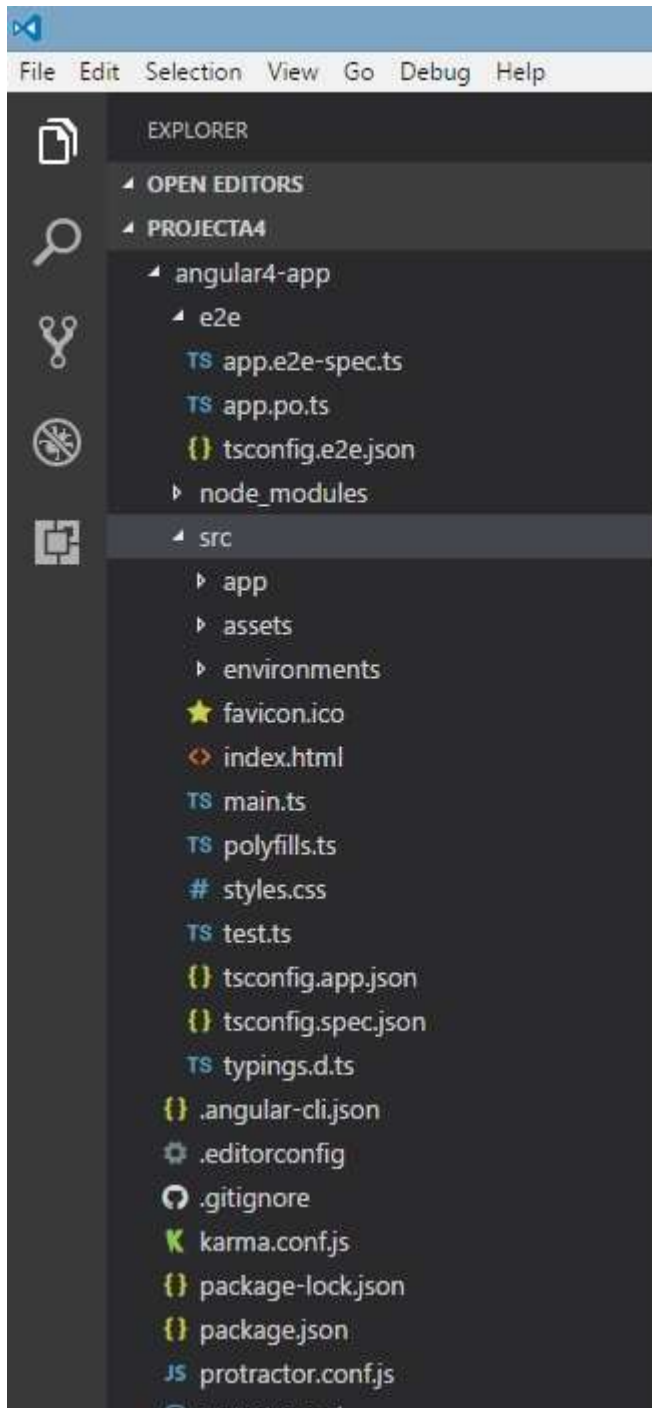 File Edit Selection View Go Debug Help
EXPLORER
OPEN EDITORS
PROJECTA4
angular4-app
e2e
TS app.e2e-spec.ts
TS app.po.ts
{} tsconfig.e2e.json
node_modules
src
app
assets
environments
favicon.ico
<> index.html
TS main.ts
TS polyfills.ts
# styles.css
TS test.ts
{} tsconfig.app.json
{} tsconfig.spec.json
TS typings.d.ts
{} .angular-cli.json
.editorconfig
.gitignore
K karma.conf.js
{} package-lock.json
{} package.json
JS protractor.conf.js